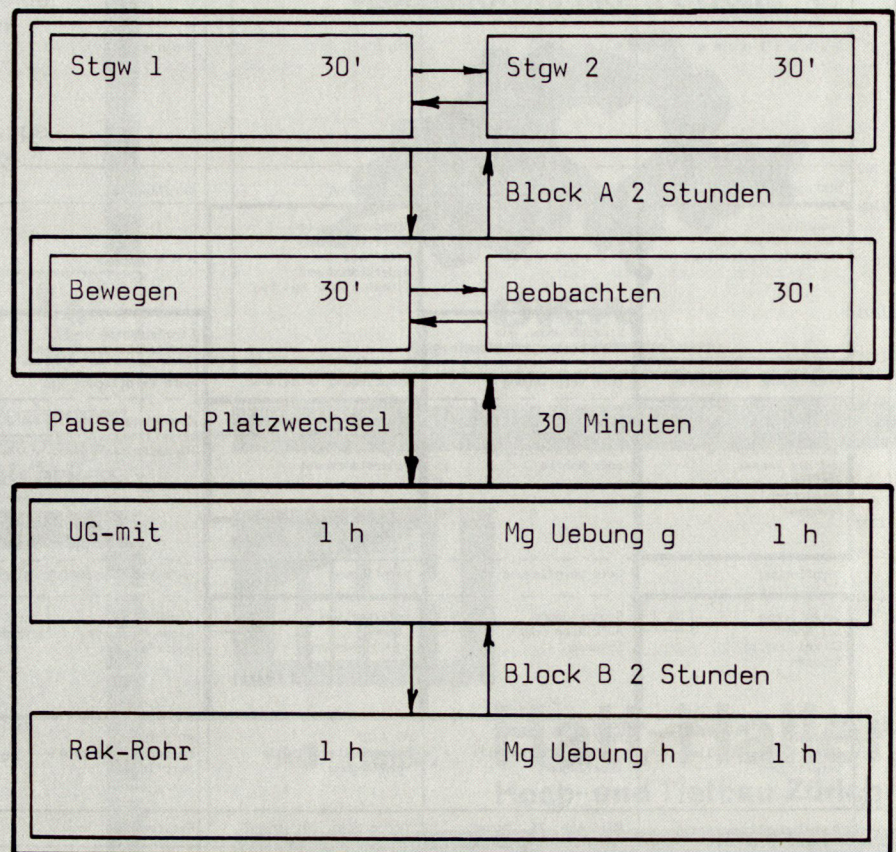 Stgw 1 30' Stgw 2 30'
Block A 2 Stunden
Bewegen 30' Beobachten 30'
Pause und Platzwechsel 30 Minuten
UG-mit 1 h Mg Uebung g 1 h
Block B 2 Stunden
Rak-Rohr 1 h Mg Uebung h 1 h